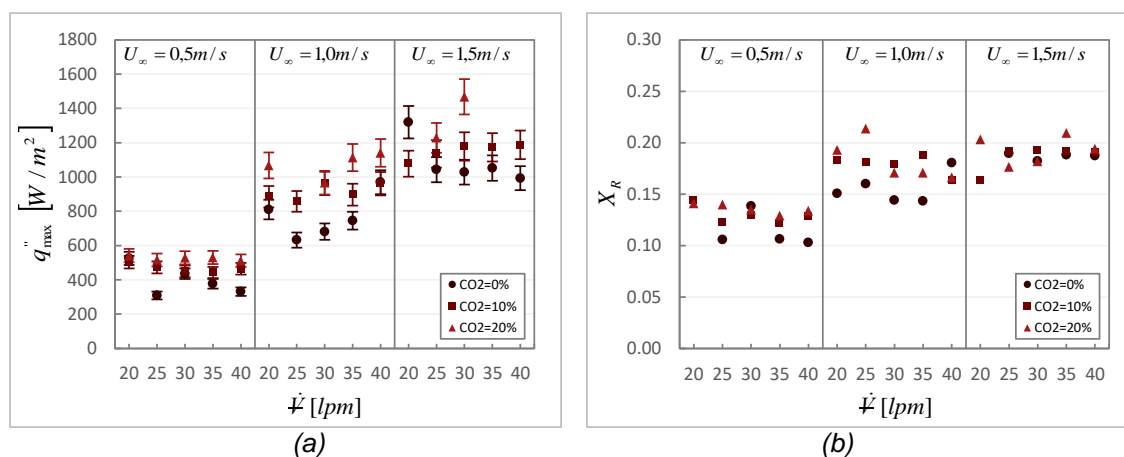 1800
1600
1400
1200
1000
800
600
400
200
0
q"max [W / m²]
U∞ = 0,5m / s U∞ = 1,0m / s U∞ = 1,5m / s
CO2=0%
CO2=10%
CO2=20%
20 25 30 35 40 20 25 30 35 40 20 25 30 35 40
V̇ [lpm]
(a)
0.30
0.25
0.20
0.15
0.10
0.05
0.00
X_R
U∞ = 0,5m / s U∞ = 1,0m / s U∞ = 1,5m / s
CO2=0%
CO2=10%
CO2=20%
20 25 30 35 40 20 25 30 35 40 20 25 30 35 40
V̇ [lpm]
(b)